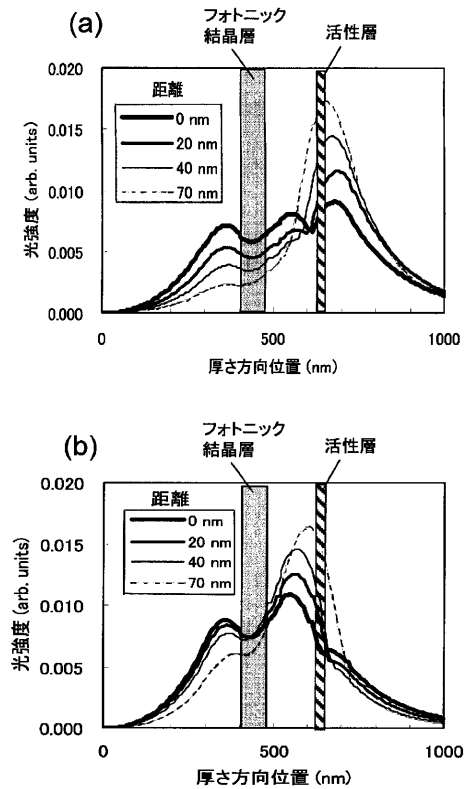 (a)
フォトニック
結晶層
活性層
0.020
0.015
0.010
0.005
0.000
光強度 (arb. units)
距離
0 nm
20 nm
40 nm
70 nm
0
500
1000
厚さ方向位置 (nm)
(b)
フォトニック
結晶層
活性層
0.020
0.015
0.010
0.005
0.000
光強度 (arb. units)
距離
0 nm
20 nm
40 nm
70 nm
0
500
1000
厚さ方向位置 (nm)